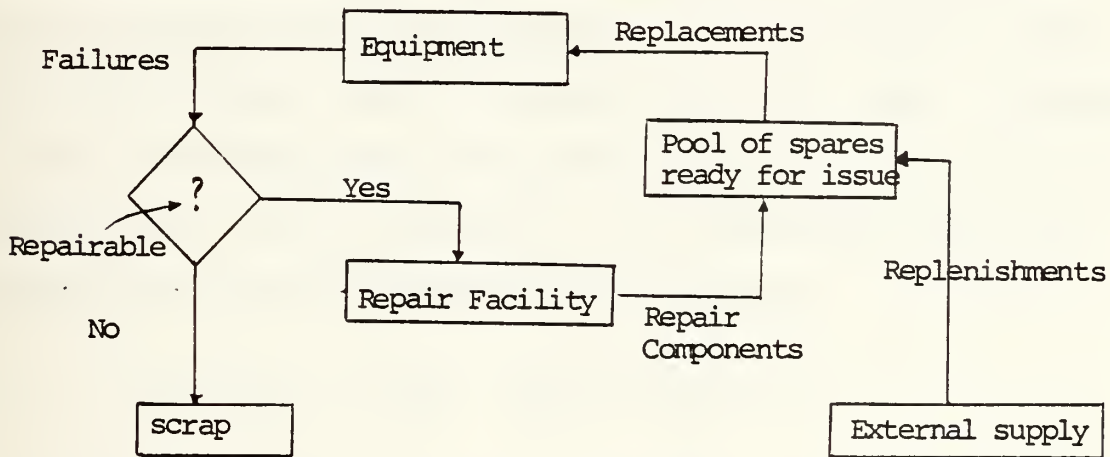 Equipment
Replacements
Failures
Pool of spares
ready for issue
?
Yes
Repairable
Replenishments
Repair Facility
Repair
Components
No
scrap
External supply